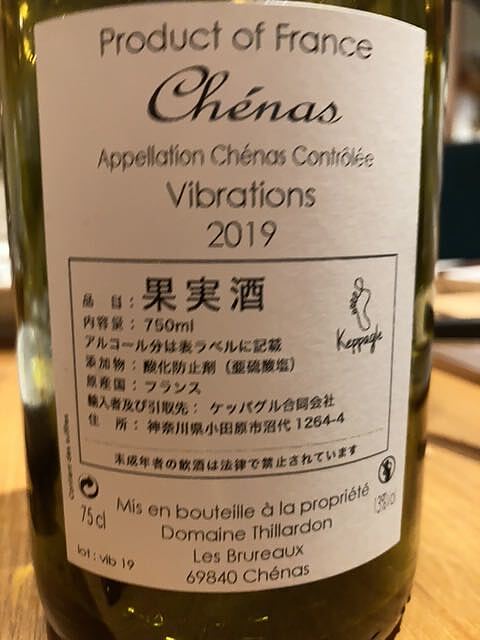 Product of France
Chénas
Appellation Chénas Contrôlée
Vibrations
2019
品　目：果実酒
内容量：750ml
アルコール分は表ラベルに記載
添加物：酸化防止剤（亜硫酸塩）
原産国：フランス
輸入者及び引取先：ケッパグル合同会社
住　所：神奈川県小田原市沼代 1264-4
Keppagle
未成年者の飲酒は法律で禁止されています
Contient des sulfites
75 cl
13%vol
Mis en bouteille à la propriété
Domaine Thillardon
Les Brureaux
69840 Chénas
lot : vib 19